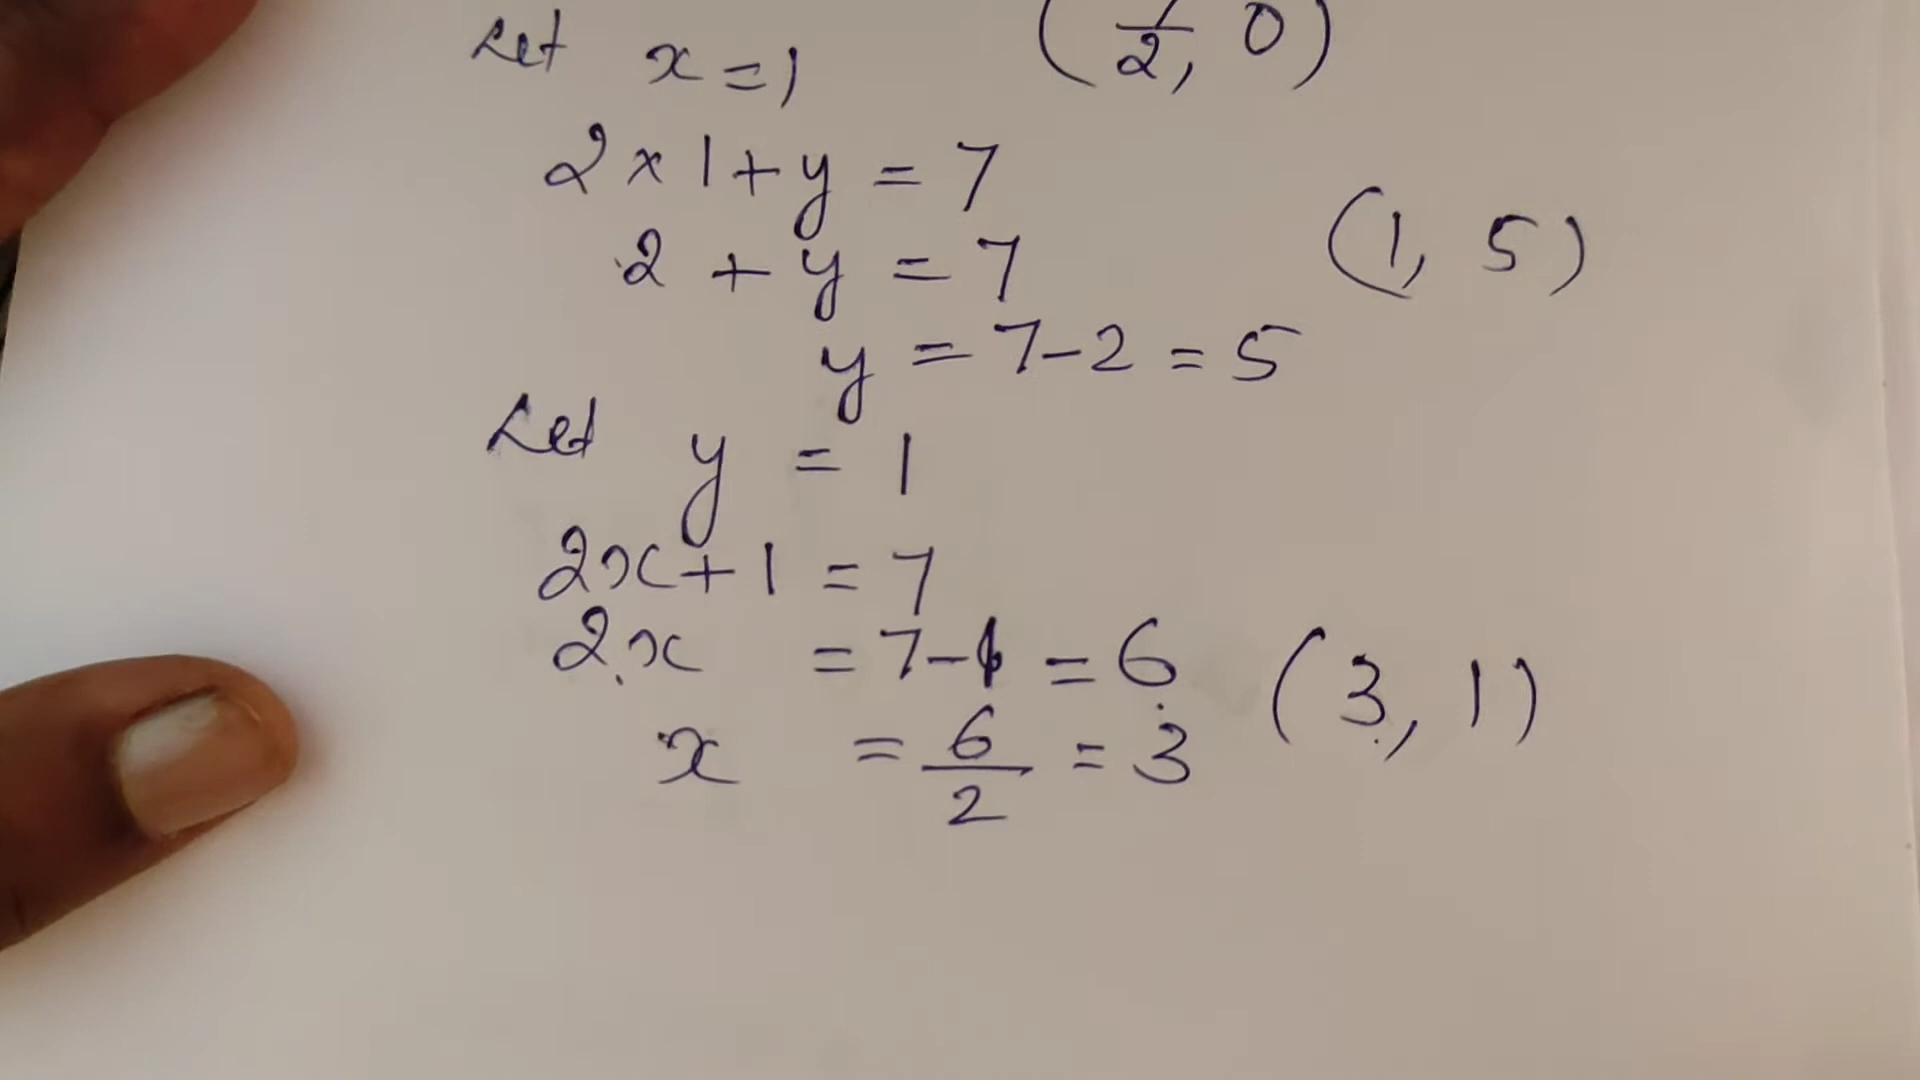 Let x = 1
( 7/2, 0 )
2 × 1 + y = 7
2 + y = 7
(1, 5)
y = 7 - 2 = 5
Let y = 1
2x + 1 = 7
2x = 7 - 1 = 6
(3, 1)
x = 6/2 = 3